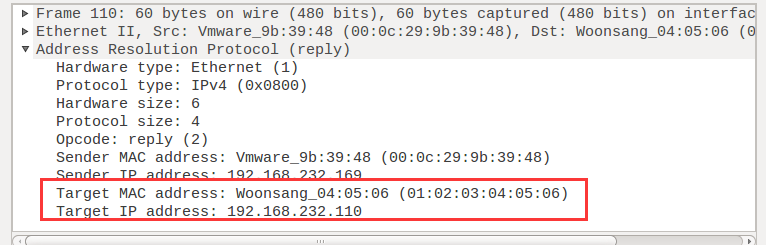 Frame 110: 60 bytes on wire (480 bits), 60 bytes captured (480 bits) on interfac
Ethernet II, Src: Vmware_9b:39:48 (00:0c:29:9b:39:48), Dst: Woonsang_04:05:06 (0
Address Resolution Protocol (reply)
Hardware type: Ethernet (1)
Protocol type: IPv4 (0x0800)
Hardware size: 6
Protocol size: 4
Opcode: reply (2)
Sender MAC address: Vmware_9b:39:48 (00:0c:29:9b:39:48)
Sender IP address: 192.168.232.169
Target MAC address: Woonsang_04:05:06 (01:02:03:04:05:06)
Target IP address: 192.168.232.110